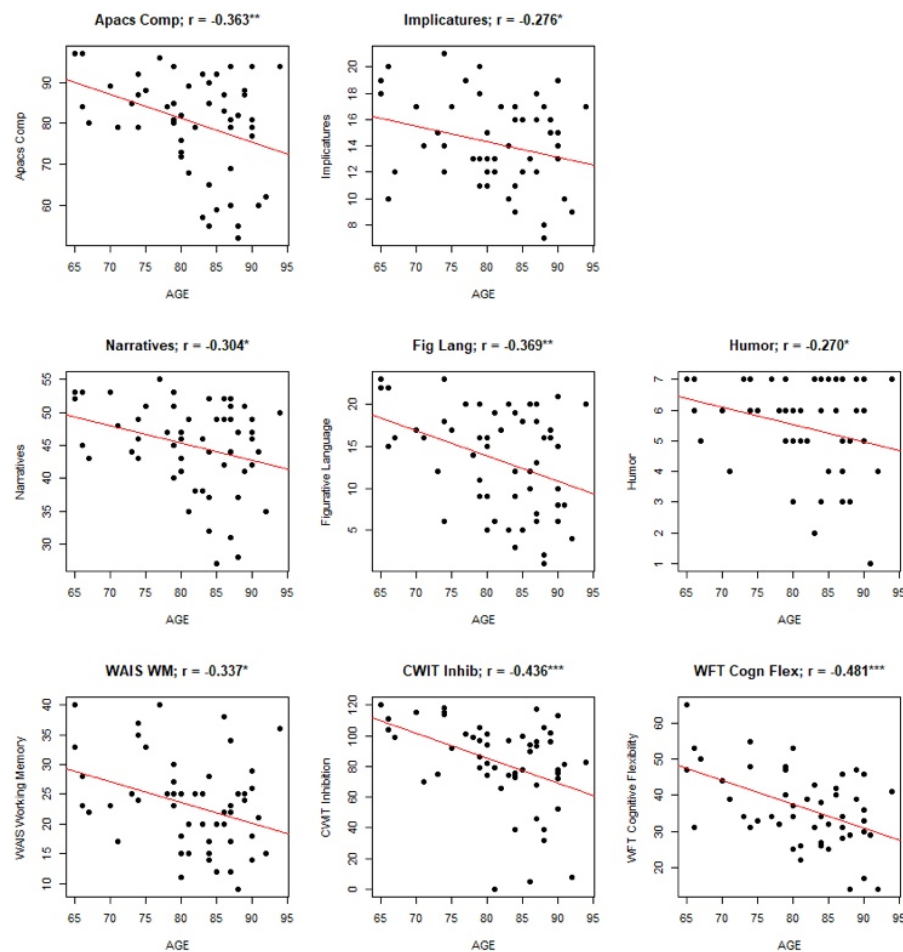 Apacs Comp; r = -0.363**
Implicatures; r = -0.276*
Apacs Comp
60 70 80 90
65 70 75 80 85 90 95
AGE
Implicatures
8 10 12 14 16 18 20
65 70 75 80 85 90 95
AGE
Narratives; r = -0.304*
Fig Lang; r = -0.369**
Humor; r = -0.270*
Narratives
30 35 40 45 50 55
65 70 75 80 85 90 95
AGE
Figurative Language
5 10 15 20
65 70 75 80 85 90 95
AGE
Humor
1 2 3 4 5 6 7
65 70 75 80 85 90 95
AGE
WAIS WM; r = -0.337*
CWIT Inhib; r = -0.436***
WFT Cogn Flex; r = -0.481***
WAIS Working Memory
10 15 20 25 30 35 40
65 70 75 80 85 90 95
AGE
CWIT Inhibition
0 20 40 60 80 100 120
65 70 75 80 85 90 95
AGE
WFT Cognitive Flexibility
20 30 40 50 60
65 70 75 80 85 90 95
AGE